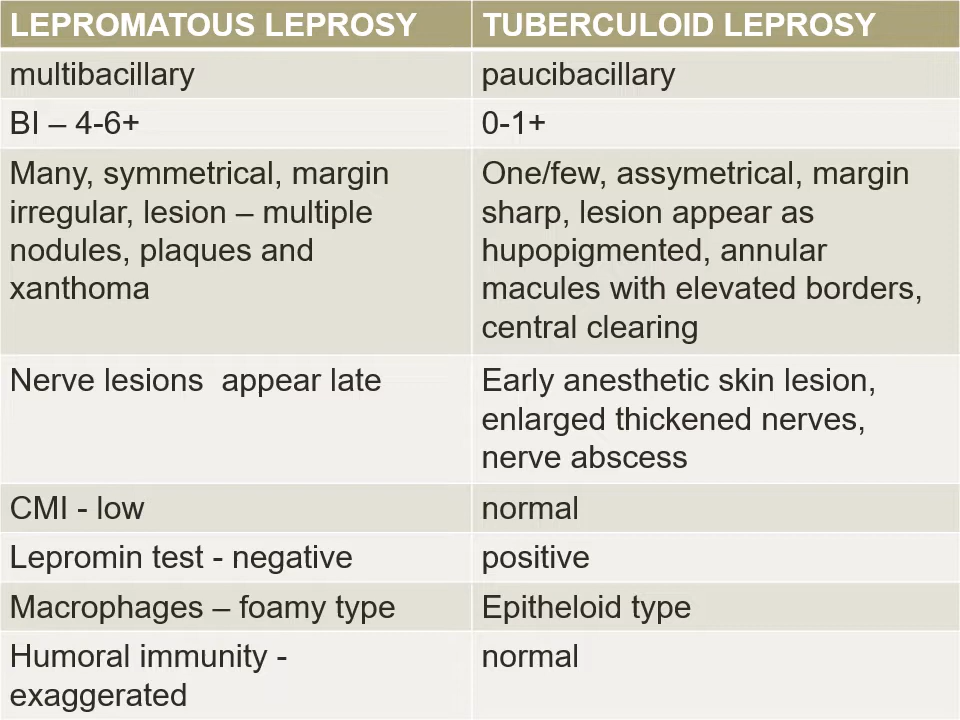 LEPROMATOUS LEPROSY
TUBERCULOID LEPROSY
multibacillary
paucibacillary
BI – 4-6+
0-1+
Many, symmetrical, margin
irregular, lesion – multiple
nodules, plaques and
xanthoma
One/few, assymetrical, margin
sharp, lesion appear as
hupopigmented, annular
macules with elevated borders,
central clearing
Nerve lesions  appear late
Early anesthetic skin lesion,
enlarged thickened nerves,
nerve abscess
CMI - low
normal
Lepromin test - negative
positive
Macrophages – foamy type
Epitheloid type
Humoral immunity -
exaggerated
normal